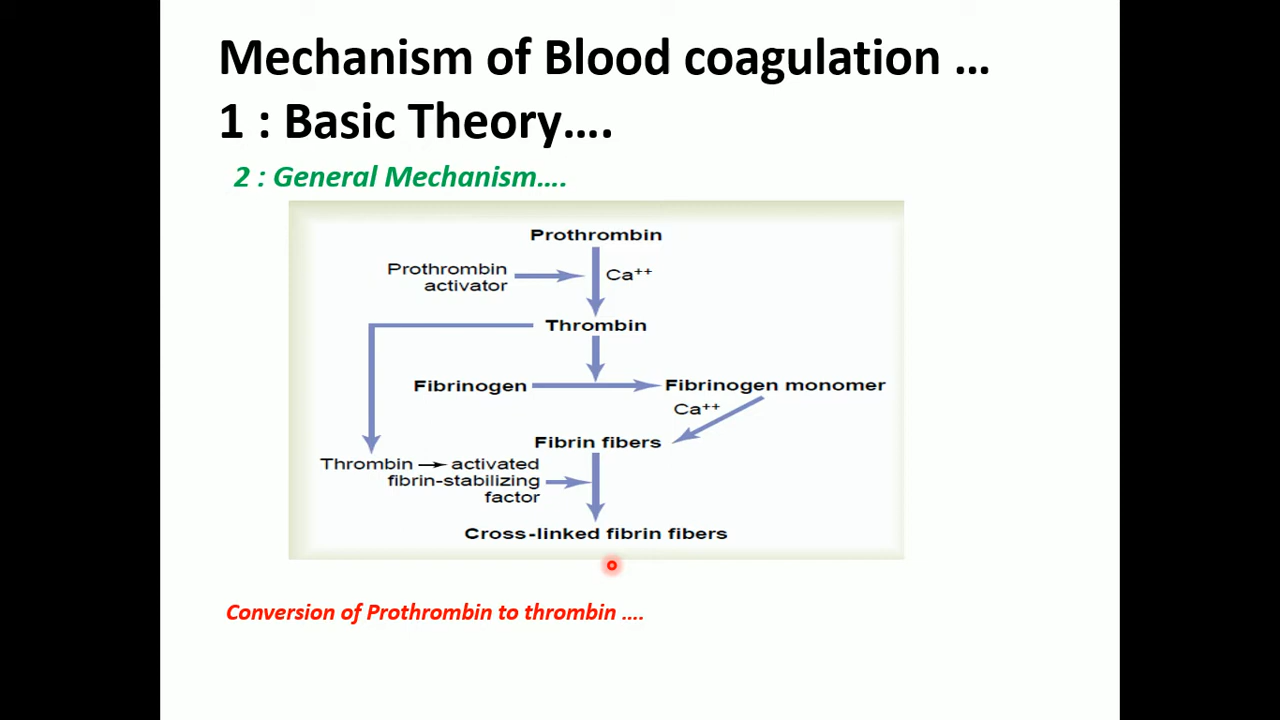 Mechanism of Blood coagulation ...
1 : Basic Theory....
2 : General Mechanism....
Prothrombin
Prothrombin
activator
Ca++
Thrombin
Fibrinogen
Fibrinogen monomer
Ca++
Fibrin fibers
Thrombin → activated
fibrin-stabilizing
factor
Cross-linked fibrin fibers
Conversion of Prothrombin to thrombin ....